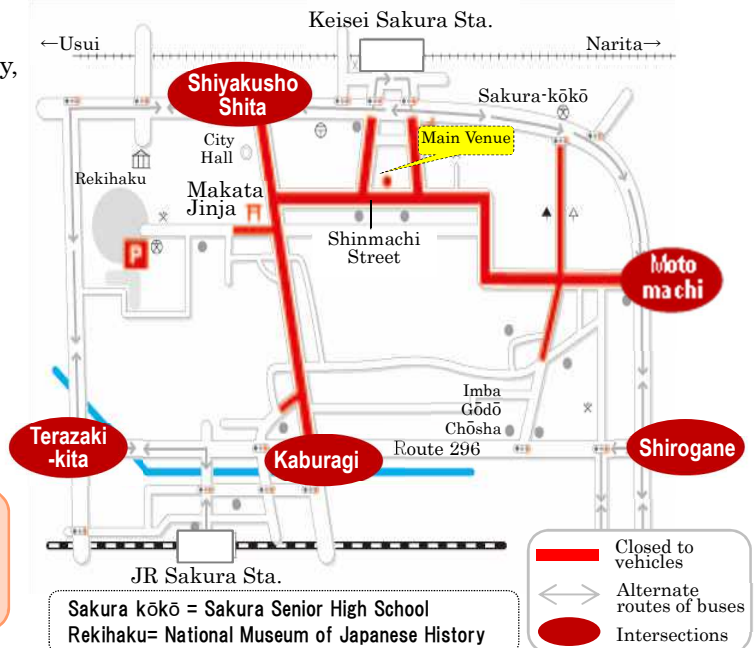 Keisei Sakura Sta.
←Usui
Narita→
y,
Shiyakusho
Shita
Sakura-kōkō
City
Hall
Main Venue
Rekihaku
Makata
Jinja
P
Shinmachi
Street
Moto
machi
Imba
Gōdō
Chōsha
Terazaki
-kita
Kaburagi
Route 296
Shirogane
JR Sakura Sta.
Closed to
vehicles
Alternate
routes of buses
Intersections
Sakura kōkō = Sakura Senior High School
Rekihaku= National Museum of Japanese History